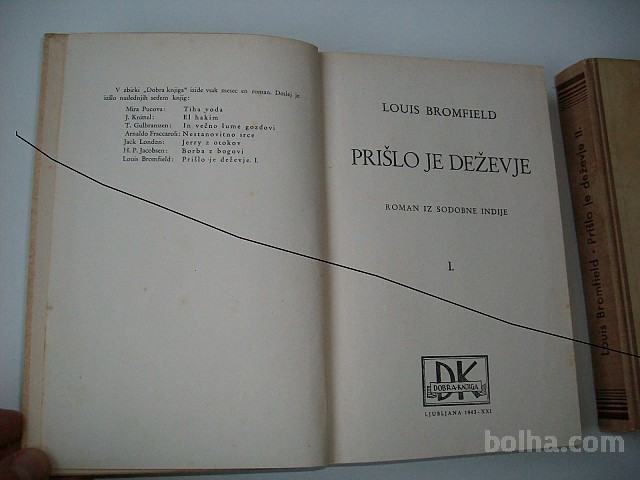 V zbirki „Dobra knjiga" izide vsak mesec en roman. Doslej je
izšlo naslednjih sedem knjig:
Mira Pucova: Tiha voda
J. Knittel: El hakim
T. Gulbranzen: In večno šume gozdovi
Arnaldo Fraccaroli: Nestanovitno srce
Jack London: Jerry z otokov
H. P. Jacobsen: Borba z bogovi
Louis Bromfield: Prišlo je deževje. I.
LOUIS BROMFIELD
PRIŠLO JE DEŽEVJE
ROMAN IZ SODOBNE INDIJE
I.
DK
DOBRA KNJIGA
LJUBLJANA 1943-XXI
Louis Bromfield · Prišlo je deževje II.
bolha.com